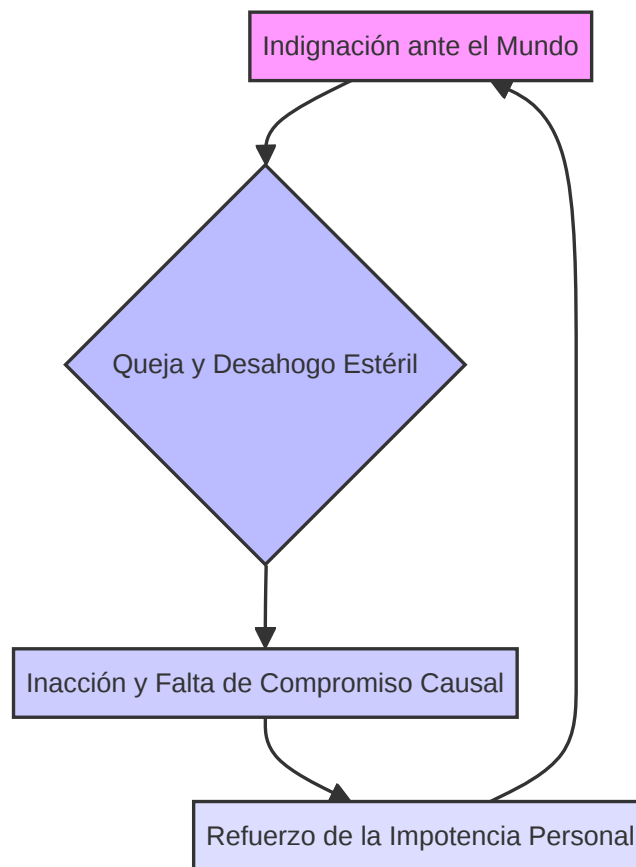 Indignación ante el Mundo
Queja y Desahogo Estéril
Inacción y Falta de Compromiso Causal
Refuerzo de la Impotencia Personal